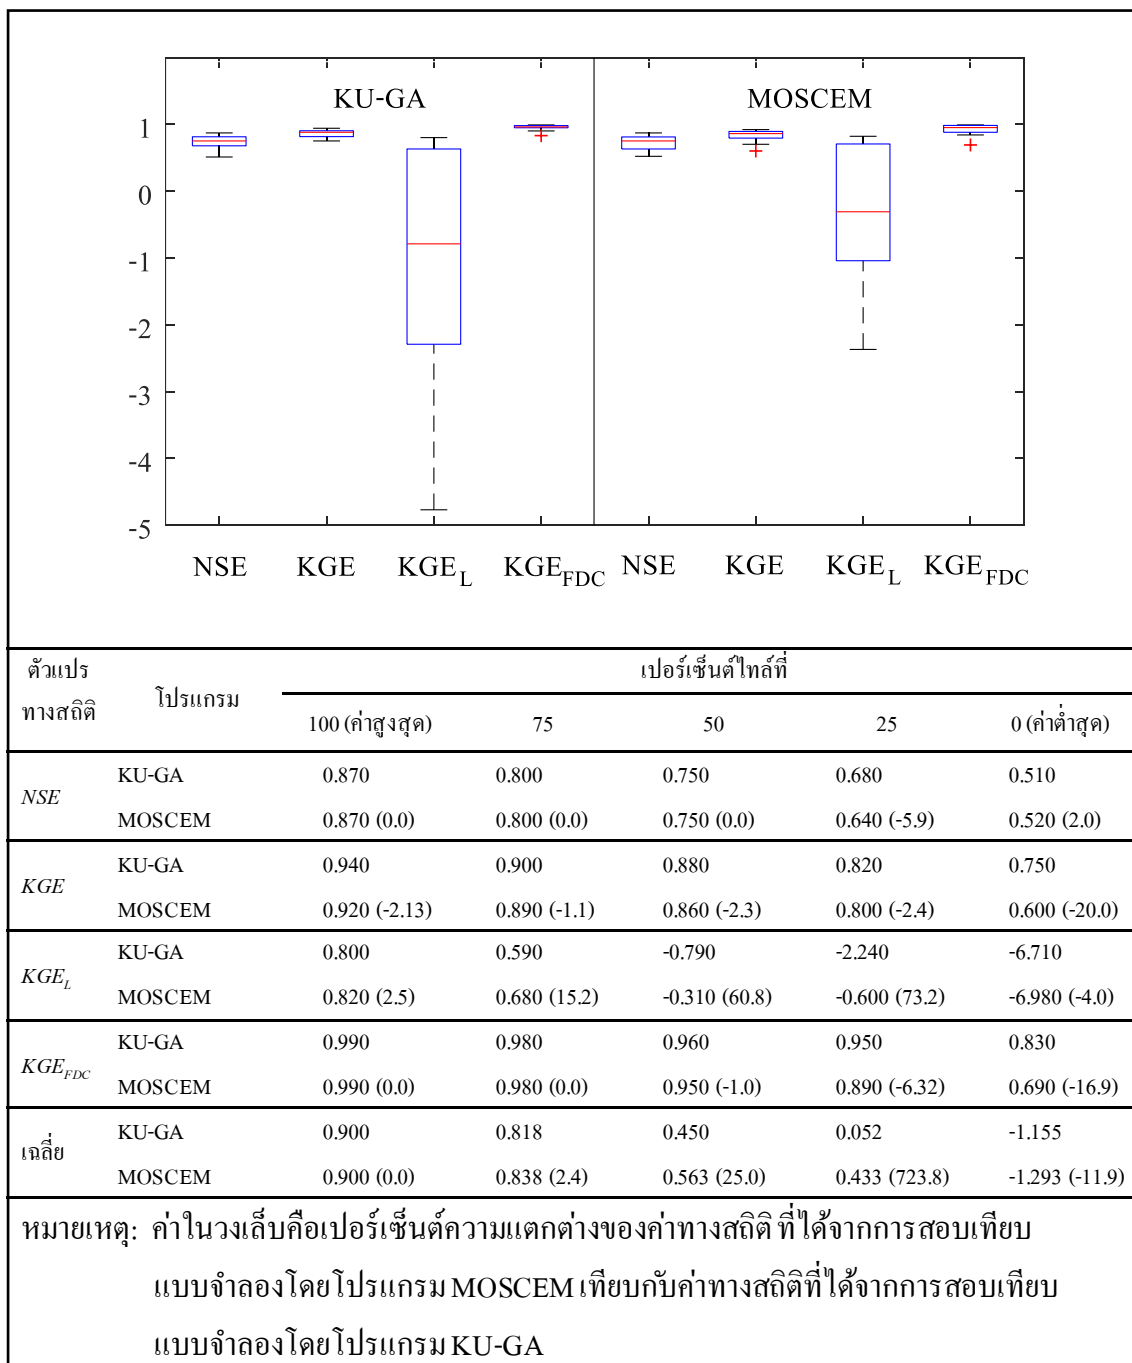 KU-GA MOSCEM
1
0
-1
-2
-3
-4
-5
NSE KGE KGE_L KGE_FDC NSE KGE KGE_L KGE_FDC
ตัวแปร เปอร์เซ็นต์ไทล์ที่
ทางสถิติ โปรแกรม
100 (ค่าสูงสุด) 75 50 25 0 (ค่าต่ำสุด)
NSE
KU-GA 0.870 0.800 0.750 0.680 0.510
MOSCEM 0.870 (0.0) 0.800 (0.0) 0.750 (0.0) 0.640 (-5.9) 0.520 (2.0)
KGE
KU-GA 0.940 0.900 0.880 0.820 0.750
MOSCEM 0.920 (-2.13) 0.890 (-1.1) 0.860 (-2.3) 0.800 (-2.4) 0.600 (-20.0)
KGE_L
KU-GA 0.800 0.590 -0.790 -2.240 -6.710
MOSCEM 0.820 (2.5) 0.680 (15.2) -0.310 (60.8) -0.600 (73.2) -6.980 (-4.0)
KGE_FDC
KU-GA 0.990 0.980 0.960 0.950 0.830
MOSCEM 0.990 (0.0) 0.980 (0.0) 0.950 (-1.0) 0.890 (-6.32) 0.690 (-16.9)
เฉลี่ย
KU-GA 0.900 0.818 0.450 0.052 -1.155
MOSCEM 0.900 (0.0) 0.838 (2.4) 0.563 (25.0) 0.433 (723.8) -1.293 (-11.9)
หมายเหตุ: ค่าในวงเล็บคือเปอร์เซ็นต์ความแตกต่างของค่าทางสถิติ ที่ได้จากการสอบเทียบ
แบบจำลองโดยโปรแกรม MOSCEM เทียบกับค่าทางสถิติที่ได้จากการสอบเทียบ
แบบจำลองโดยโปรแกรม KU-GA